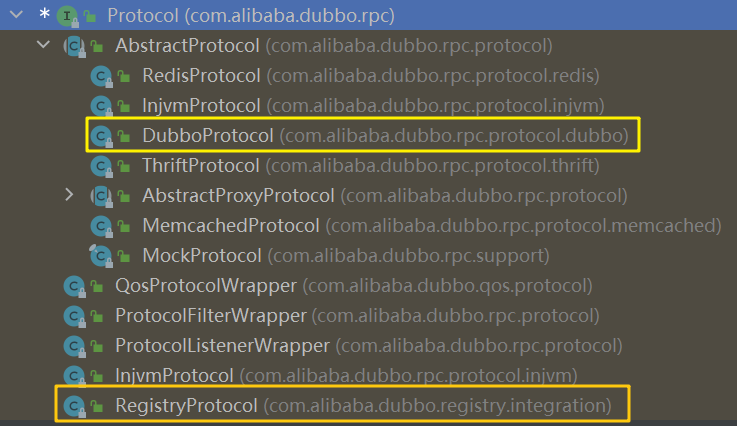 * Protocol (com.alibaba.dubbo.rpc)
AbstractProtocol (com.alibaba.dubbo.rpc.protocol)
RedisProtocol (com.alibaba.dubbo.rpc.protocol.redis)
InjvmProtocol (com.alibaba.dubbo.rpc.protocol.injvm)
DubboProtocol (com.alibaba.dubbo.rpc.protocol.dubbo)
ThriftProtocol (com.alibaba.dubbo.rpc.protocol.thrift)
AbstractProxyProtocol (com.alibaba.dubbo.rpc.protocol)
MemcachedProtocol (com.alibaba.dubbo.rpc.protocol.memcached)
MockProtocol (com.alibaba.dubbo.rpc.support)
QosProtocolWrapper (com.alibaba.dubbo.qos.protocol)
ProtocolFilterWrapper (com.alibaba.dubbo.rpc.protocol)
ProtocolListenerWrapper (com.alibaba.dubbo.rpc.protocol)
InjvmProtocol (com.alibaba.dubbo.rpc.protocol.injvm)
RegistryProtocol (com.alibaba.dubbo.registry.integration)